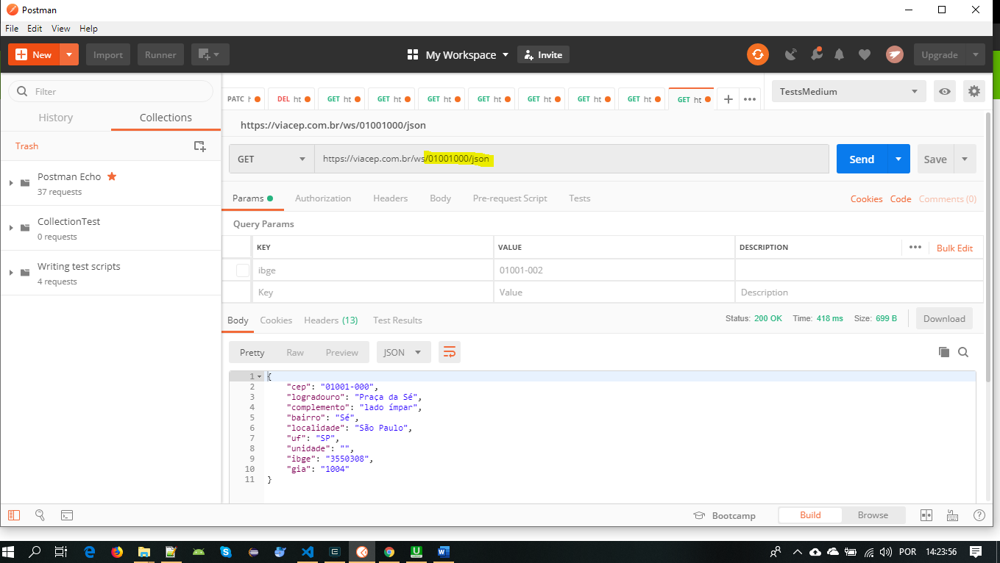 Postman
File Edit View Help
New Import Runner My Workspace Invite Upgrade
Filter
History Collections
Trash
Postman Echo
37 requests
CollectionTest
0 requests
Writing test scripts
4 requests
PATC h DEL ht GET ht GET ht GET ht GET ht GET ht GET ht GET ht GET ht TestsMedium
https://viacep.com.br/ws/01001000/json
GET https://viacep.com.br/ws/01001000/json Send Save
Params Authorization Headers Body Pre-request Script Tests Cookies Code Comments (0)
Query Params
KEY VALUE DESCRIPTION Bulk Edit
ibge 01001-002
Key Value Description
Body Cookies Headers (13) Test Results Status: 200 OK Time: 418 ms Size: 699 B Download
Pretty Raw Preview JSON
1 {
2 "cep": "01001-000",
3 "logradouro": "Praça da Sé",
4 "complemento": "lado ímpar",
5 "bairro": "Sé",
6 "localidade": "São Paulo",
7 "uf": "SP",
8 "unidade": "",
9 "ibge": "3550308",
10 "gia": "1004"
11 }
Bootcamp Build Browse
POR 14:23:56